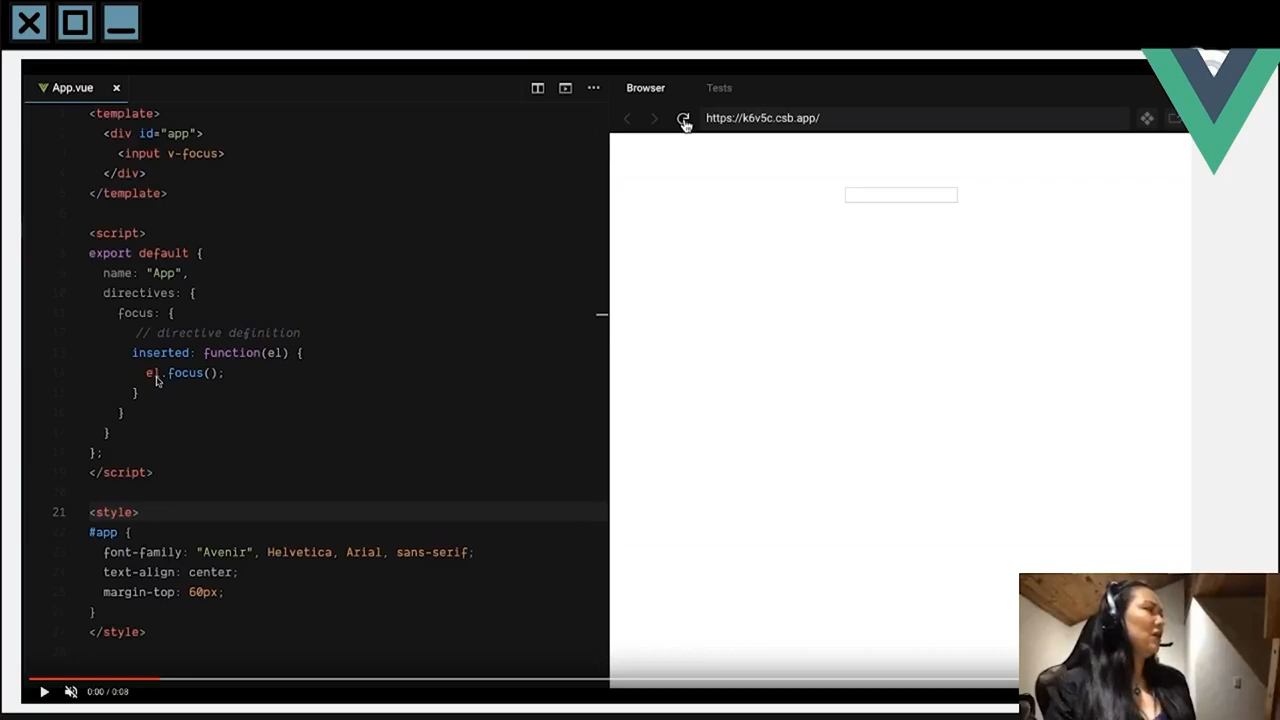 App.vue
Browser
Tests
https://k6v5c.csb.app/
<template>
<div id="app">
<input v-focus>
</div>
</template>
<script>
export default {
name: "App",
directives: {
focus: {
// directive definition
inserted: function(el) {
el.focus();
}
}
}
};
</script>
21 <style>
#app {
font-family: "Avenir", Helvetica, Arial, sans-serif;
text-align: center;
margin-top: 60px;
}
</style>
0:00 / 0:08